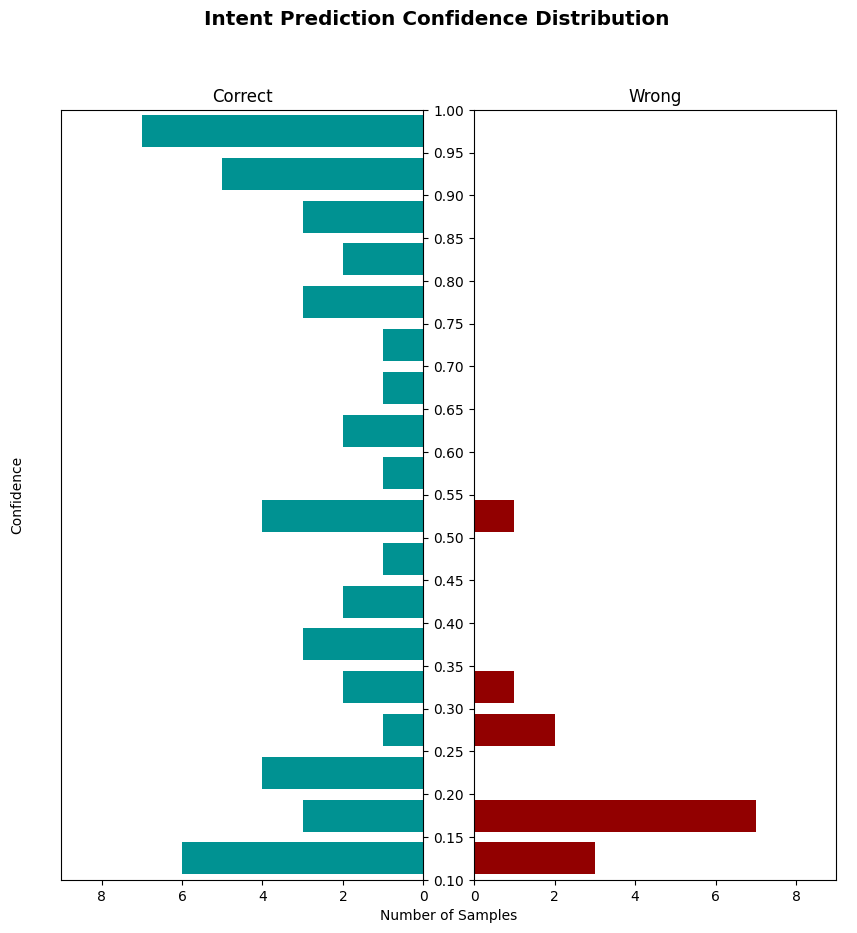 Intent Prediction Confidence Distribution
Correct
Wrong
1.00
0.95
0.90
0.85
0.80
0.75
0.70
0.65
0.60
0.55
0.50
0.45
0.40
0.35
0.30
0.25
0.20
0.15
0.10
Confidence
8 6 4 2 0
0 2 4 6 8
Number of Samples